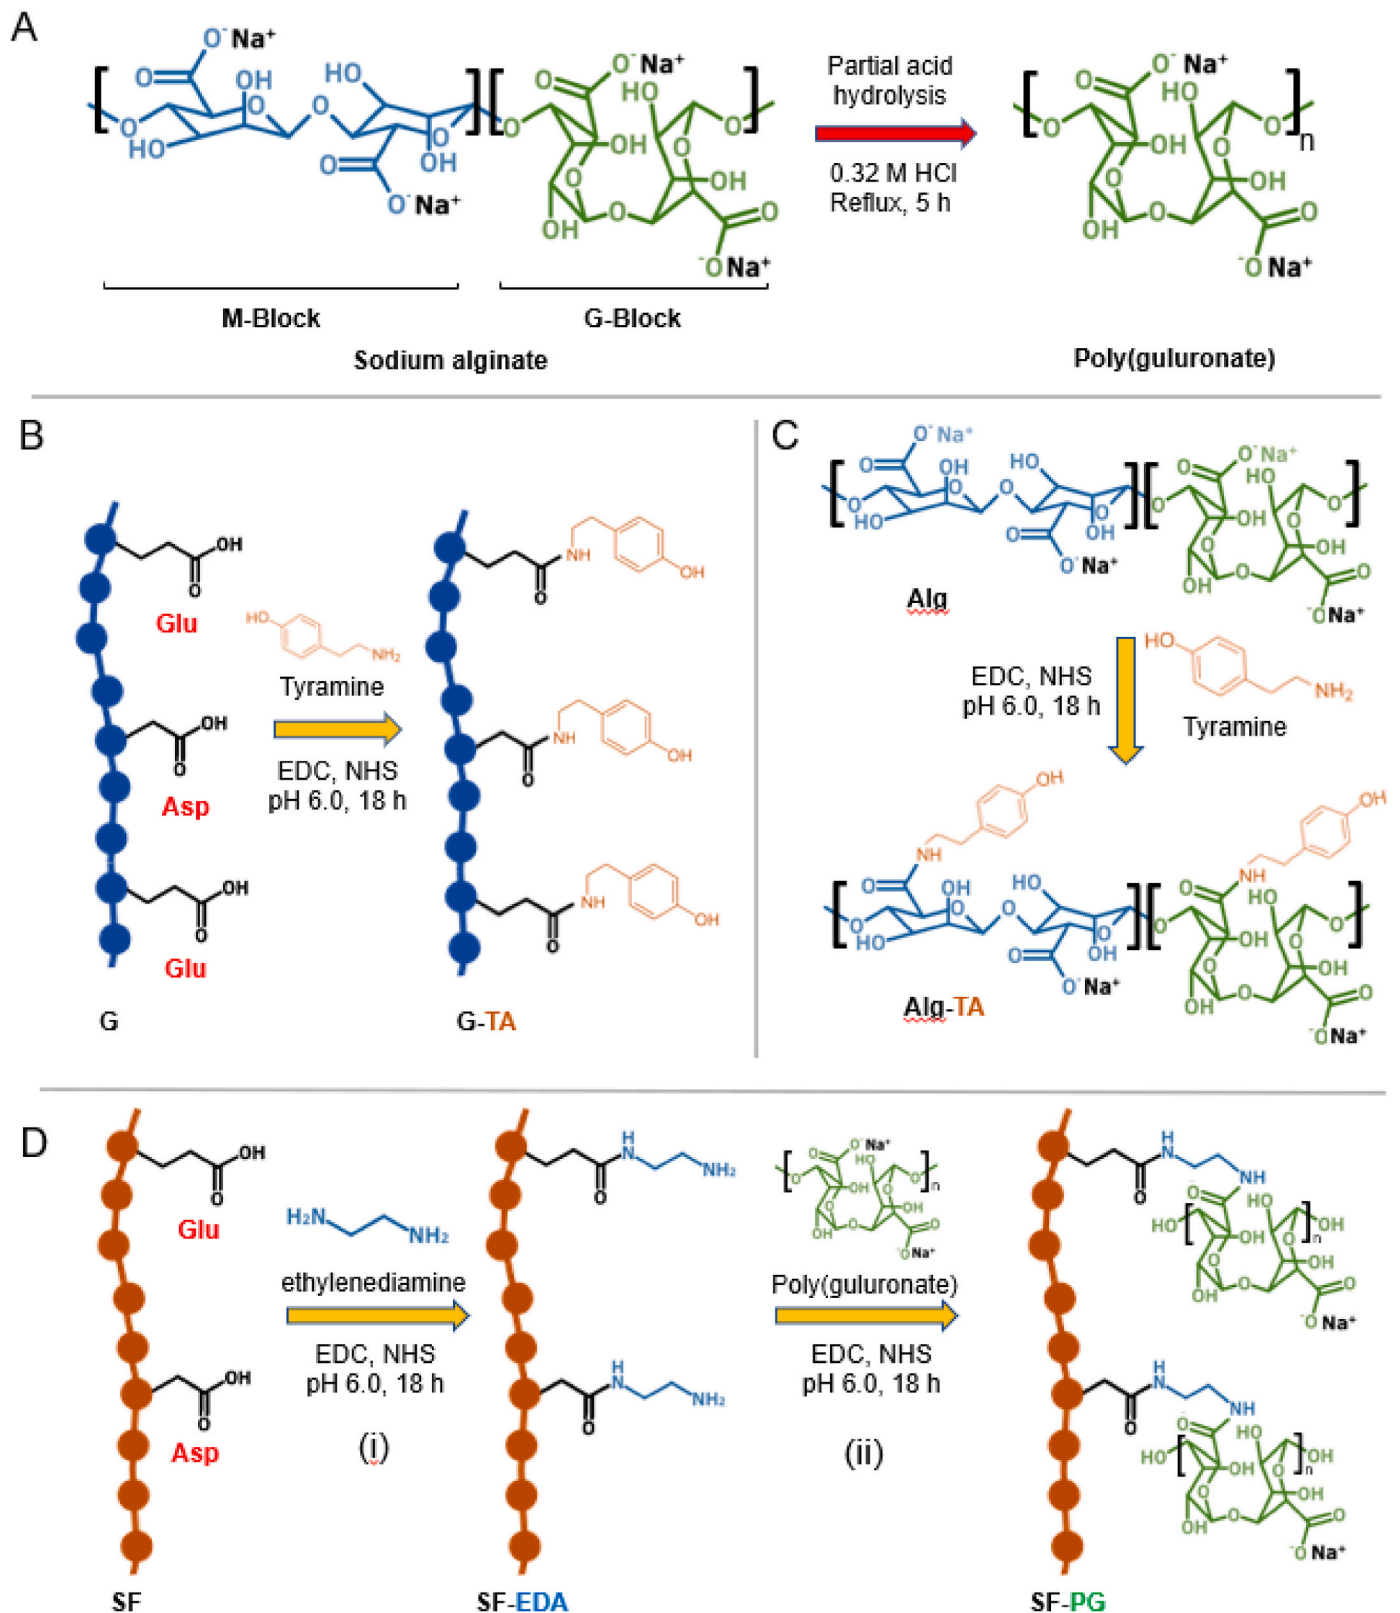 A
O⁻ Na⁺
O
OH
HO
O
O
O
HO
O
OH
O
O⁻ Na⁺
O
O⁻ Na⁺
HO
O
O
OH
O
O
OH
OH
O
O
⁻O Na⁺
Partial acid
hydrolysis
0.32 M HCl
Reflux, 5 h
O⁻ Na⁺
O
HO
O
O
n
OH
O
O
OH
OH
O
O
⁻O Na⁺
M-Block
G-Block
Sodium alginate
Poly(guluronate)
B
OH
O
Glu
OH
O
Asp
OH
O
Glu
G
HO
NH₂
Tyramine
EDC, NHS
pH 6.0, 18 h
NH
O
OH
NH
O
OH
NH
O
OH
G-TA
C
O⁻ Na⁺
O
OH
HO
O
O
O
HO
O
OH
O
O⁻ Na⁺
O
O⁻ Na⁺
HO
O
O
OH
O
O
OH
OH
O
O
⁻O Na⁺
Alg
EDC, NHS
pH 6.0, 18 h
HO
NH₂
Tyramine
OH
NH
O
OH
HO
O
O
O
HO
O
OH
O
O⁻ Na⁺
OH
NH
O
HO
O
O
OH
O
O
OH
OH
O
O
⁻O Na⁺
Alg-TA
D
OH
O
Glu
OH
O
Asp
SF
H₂N
NH₂
ethylenediamine
EDC, NHS
pH 6.0, 18 h
(i)
H
N
NH₂
O
H
N
NH₂
O
SF-EDA
O⁻ Na⁺
O
HO
O
O
n
OH
O
O
OH
OH
O
O
⁻O Na⁺
Poly(guluronate)
EDC, NHS
pH 6.0, 18 h
(ii)
H
N
O
NH
O
HO
HO
OH
n
OH
O
O
OH
OH
O
O
⁻O Na⁺
H
N
O
NH
O
HO
HO
OH
n
OH
O
O
OH
OH
O
O
⁻O Na⁺
SF-PG